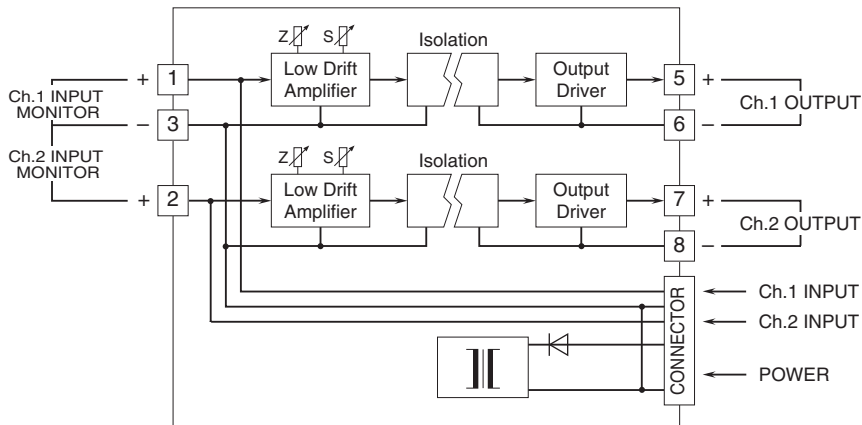 Z
S
Isolation
+
1
Low Drift
Amplifier
Output
Driver
5
+
Ch.1 INPUT
MONITOR
Ch.1 OUTPUT
–
3
6
–
Ch.2 INPUT
MONITOR
Z
S
Isolation
+
2
Low Drift
Amplifier
Output
Driver
7
+
Ch.2 OUTPUT
8
–
CONNECTOR
Ch.1 INPUT
Ch.2 INPUT
POWER